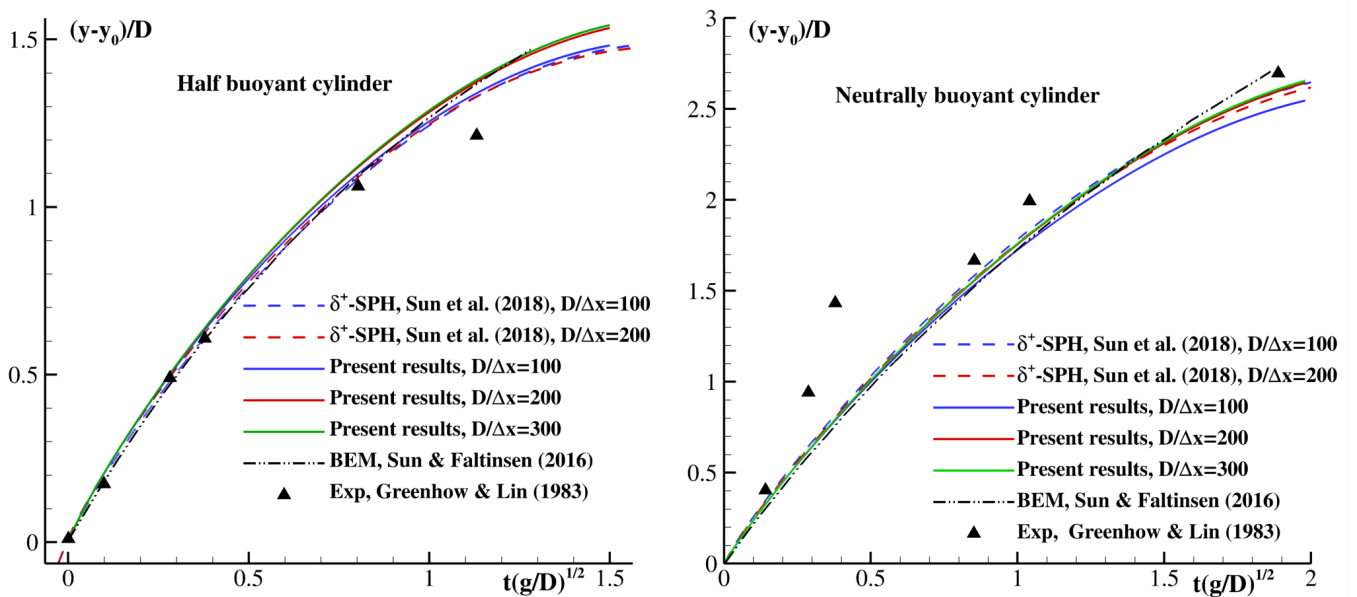 (y-y0)/D
Half buoyant cylinder
1.5
1
0.5
0
δ+-SPH, Sun et al. (2018), D/Δx=100
δ+-SPH, Sun et al. (2018), D/Δx=200
Present results, D/Δx=100
Present results, D/Δx=200
Present results, D/Δx=300
BEM, Sun & Faltinsen (2016)
Exp, Greenhow & Lin (1983)
0 0.5 1 1.5
t(g/D)1/2
(y-y0)/D
Neutrally buoyant cylinder
3
2.5
2
1.5
1
0.5
0
δ+-SPH, Sun et al. (2018), D/Δx=100
δ+-SPH, Sun et al. (2018), D/Δx=200
Present results, D/Δx=100
Present results, D/Δx=200
Present results, D/Δx=300
BEM, Sun & Faltinsen (2016)
Exp, Greenhow & Lin (1983)
0 0.5 1 1.5 2
t(g/D)1/2